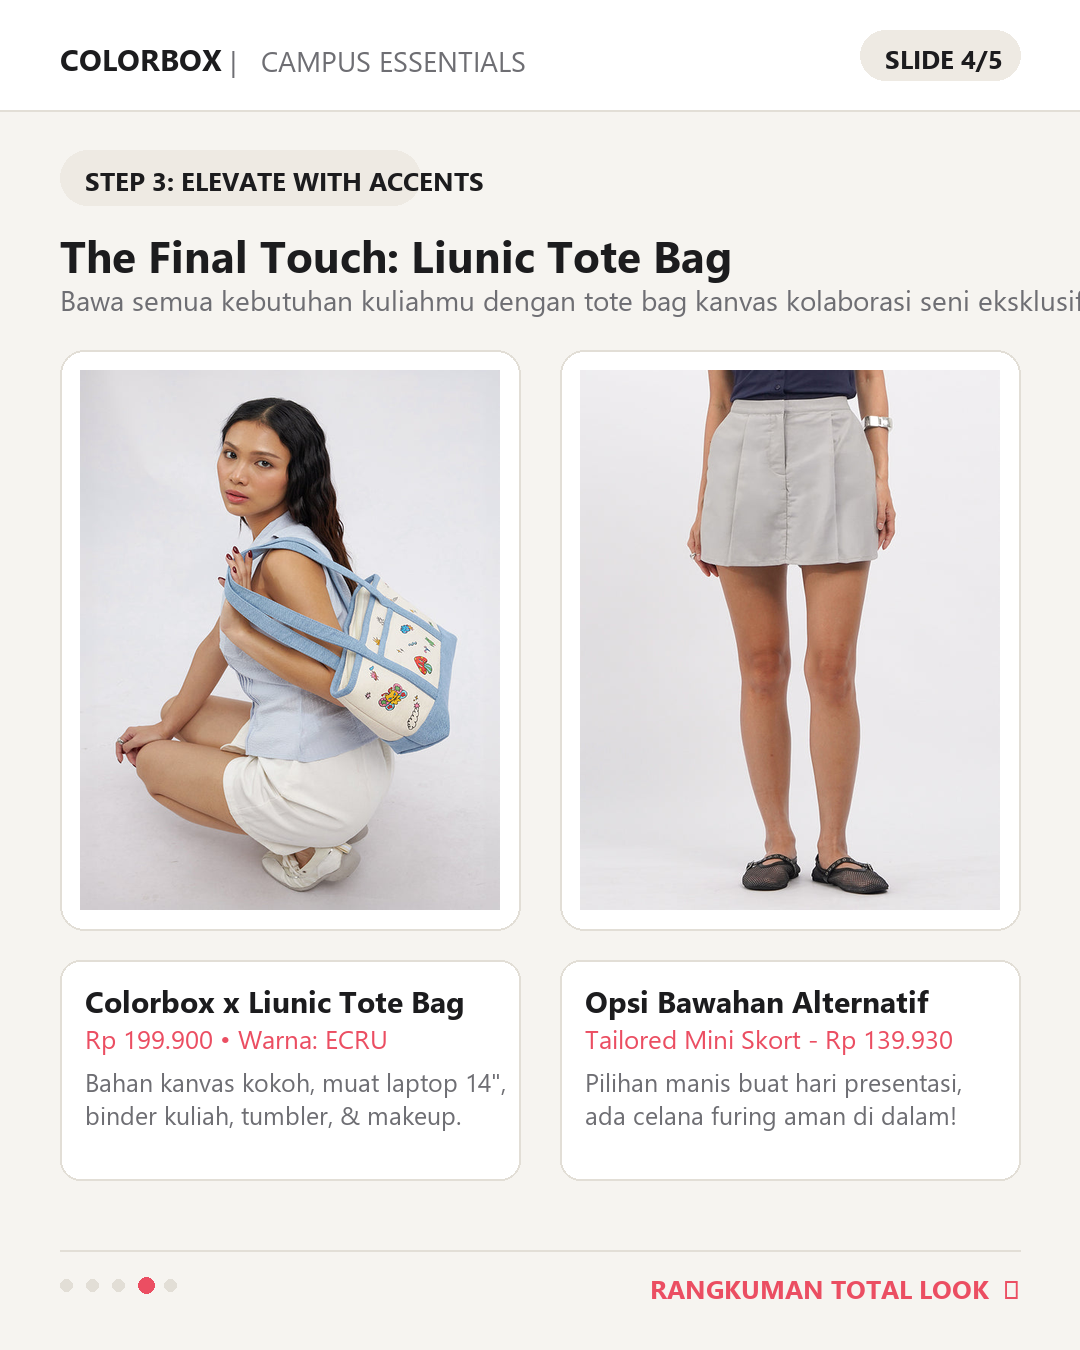 COLORBOX | CAMPUS ESSENTIALS
SLIDE 4/5
STEP 3: ELEVATE WITH ACCENTS
The Final Touch: Liunic Tote Bag
Bawa semua kebutuhan kuliahmu dengan tote bag kanvas kolaborasi seni eksklusif
Colorbox x Liunic Tote Bag
Rp 199.900 • Warna: ECRU
Bahan kanvas kokoh, muat laptop 14",
binder kuliah, tumbler, & makeup.
Opsi Bawahan Alternatif
Tailored Mini Skort - Rp 139.930
Pilihan manis buat hari presentasi,
ada celana furing aman di dalam!
RANGKUMAN TOTAL LOOK